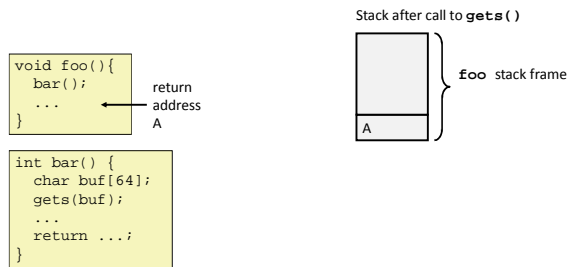 Stack after call to gets()
void foo(){
  bar();
  ...
}
return
address
A
foo stack frame
A
int bar() {
  char buf[64];
  gets(buf);
  ...
  return ...;
}